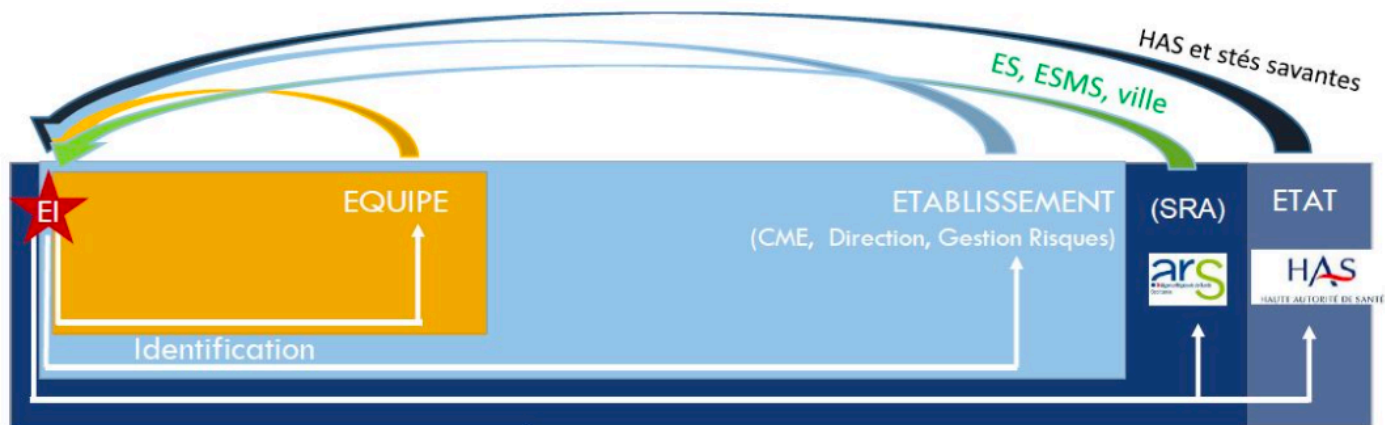 HAS et stés savantes
ES, ESMS, ville
EI
EQUIPE
ETABLISSEMENT
(CME, Direction, Gestion Risques)
(SRA)
ETAT
ars
HAS
HAUTE AUTORITÉ DE SANTÉ
Identification